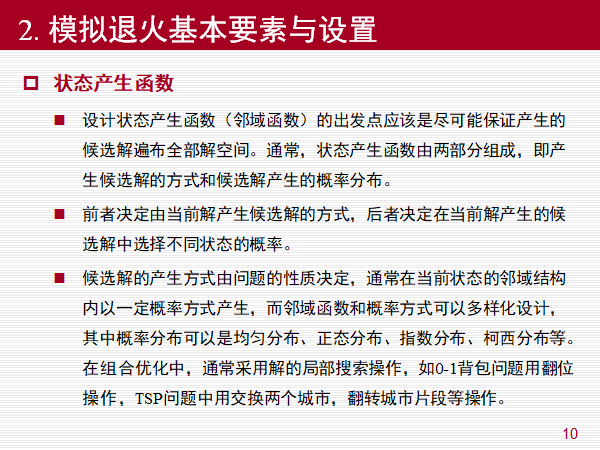 2. 模拟退火基本要素与设置
状态产生函数
设计状态产生函数（邻域函数）的出发点应该是尽可能保证产生的
候选解遍布全部解空间。通常，状态产生函数由两部分组成，即产
生候选解的方式和候选解产生的概率分布。
前者决定由当前解产生候选解的方式，后者决定在当前解产生的候
选解中选择不同状态的概率。
候选解的产生方式由问题的性质决定，通常在当前状态的邻域结构
内以一定概率方式产生，而邻域函数和概率方式可以多样化设计，
其中概率分布可以是均匀分布、正态分布、指数分布、柯西分布等。
在组合优化中，通常采用解的局部搜索操作，如0-1背包问题用翻位
操作，TSP问题中用交换两个城市，翻转城市片段等操作。
10